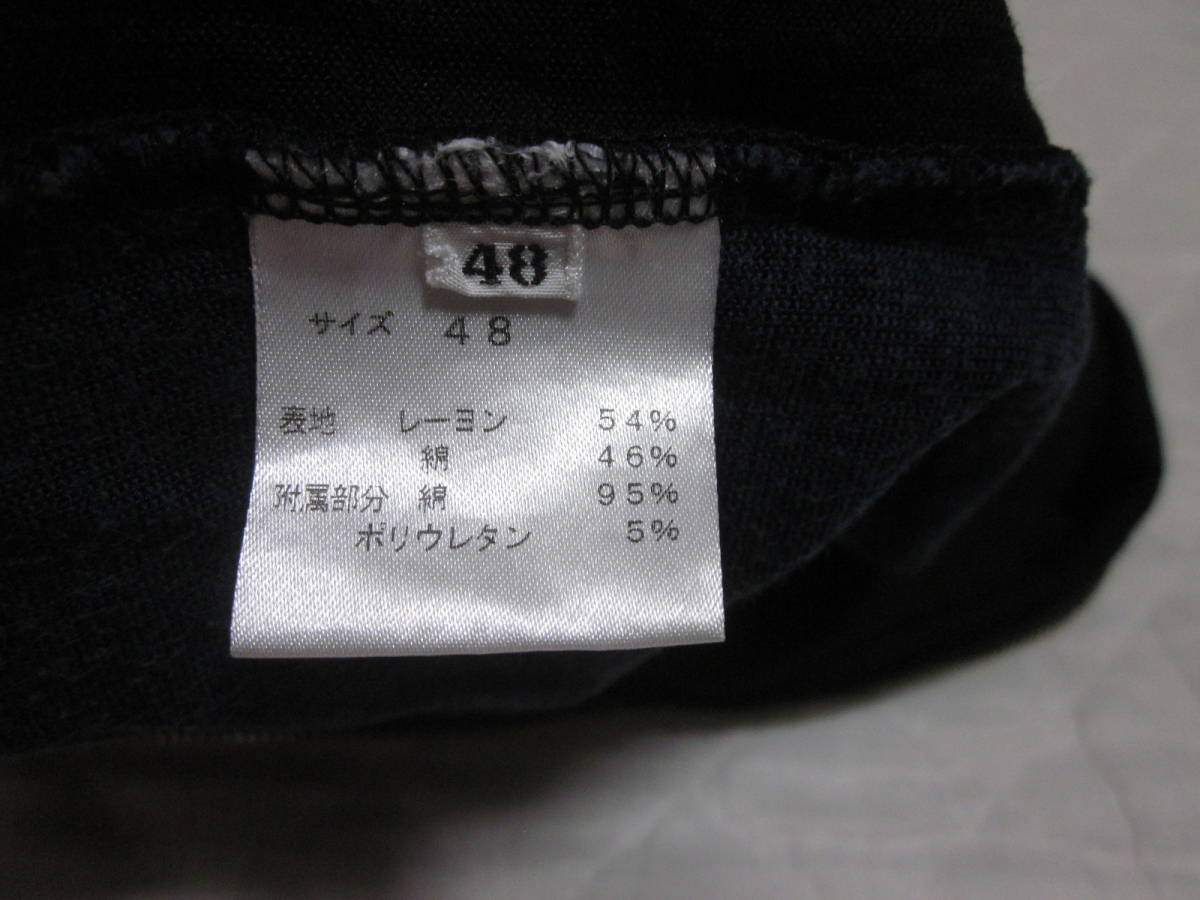 48
サイズ 48
表地 レーヨン 54%
綿 46%
附属部分 綿 95%
ポリウレタン 5%